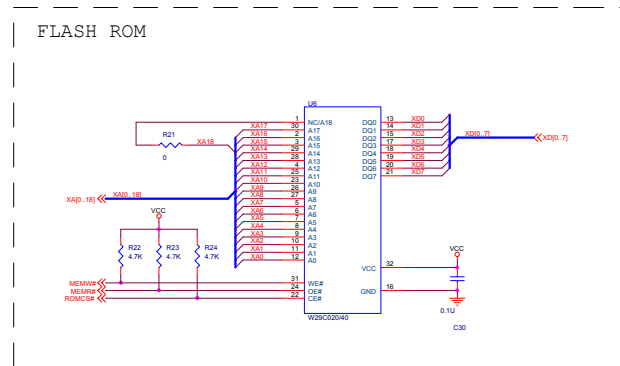 FLASH ROM
U6
R21
0
XA18
1 NC/A18
XA17 30 A17
XA16 2 A16
XA15 3 A15
XA14 29 A14
XA13 28 A13
XA12 4 A12
XA11 25 A11
XA10 23 A10
XA9 26 A9
XA8 27 A8
XA7 5 A7
XA6 6 A6
XA5 7 A5
XA4 8 A4
XA3 9 A3
XA2 10 A2
XA1 11 A1
XA0 12 A0
DQ0 13 XD0
DQ1 14 XD1
DQ2 15 XD2
DQ3 17 XD3
DQ4 18 XD4
DQ5 19 XD5
DQ6 20 XD6
DQ7 21 XD7
XD[0..7]
XD[0..7]
XA[0..18]
XA[0..18]
VCC
R22
4.7K
R23
4.7K
R24
4.7K
MEMW# 31 WE#
MEMR# 24 OE#
ROMCS# 22 CE#
VCC 32
VCC
GND 16
0.1U
C30
W29C020/40